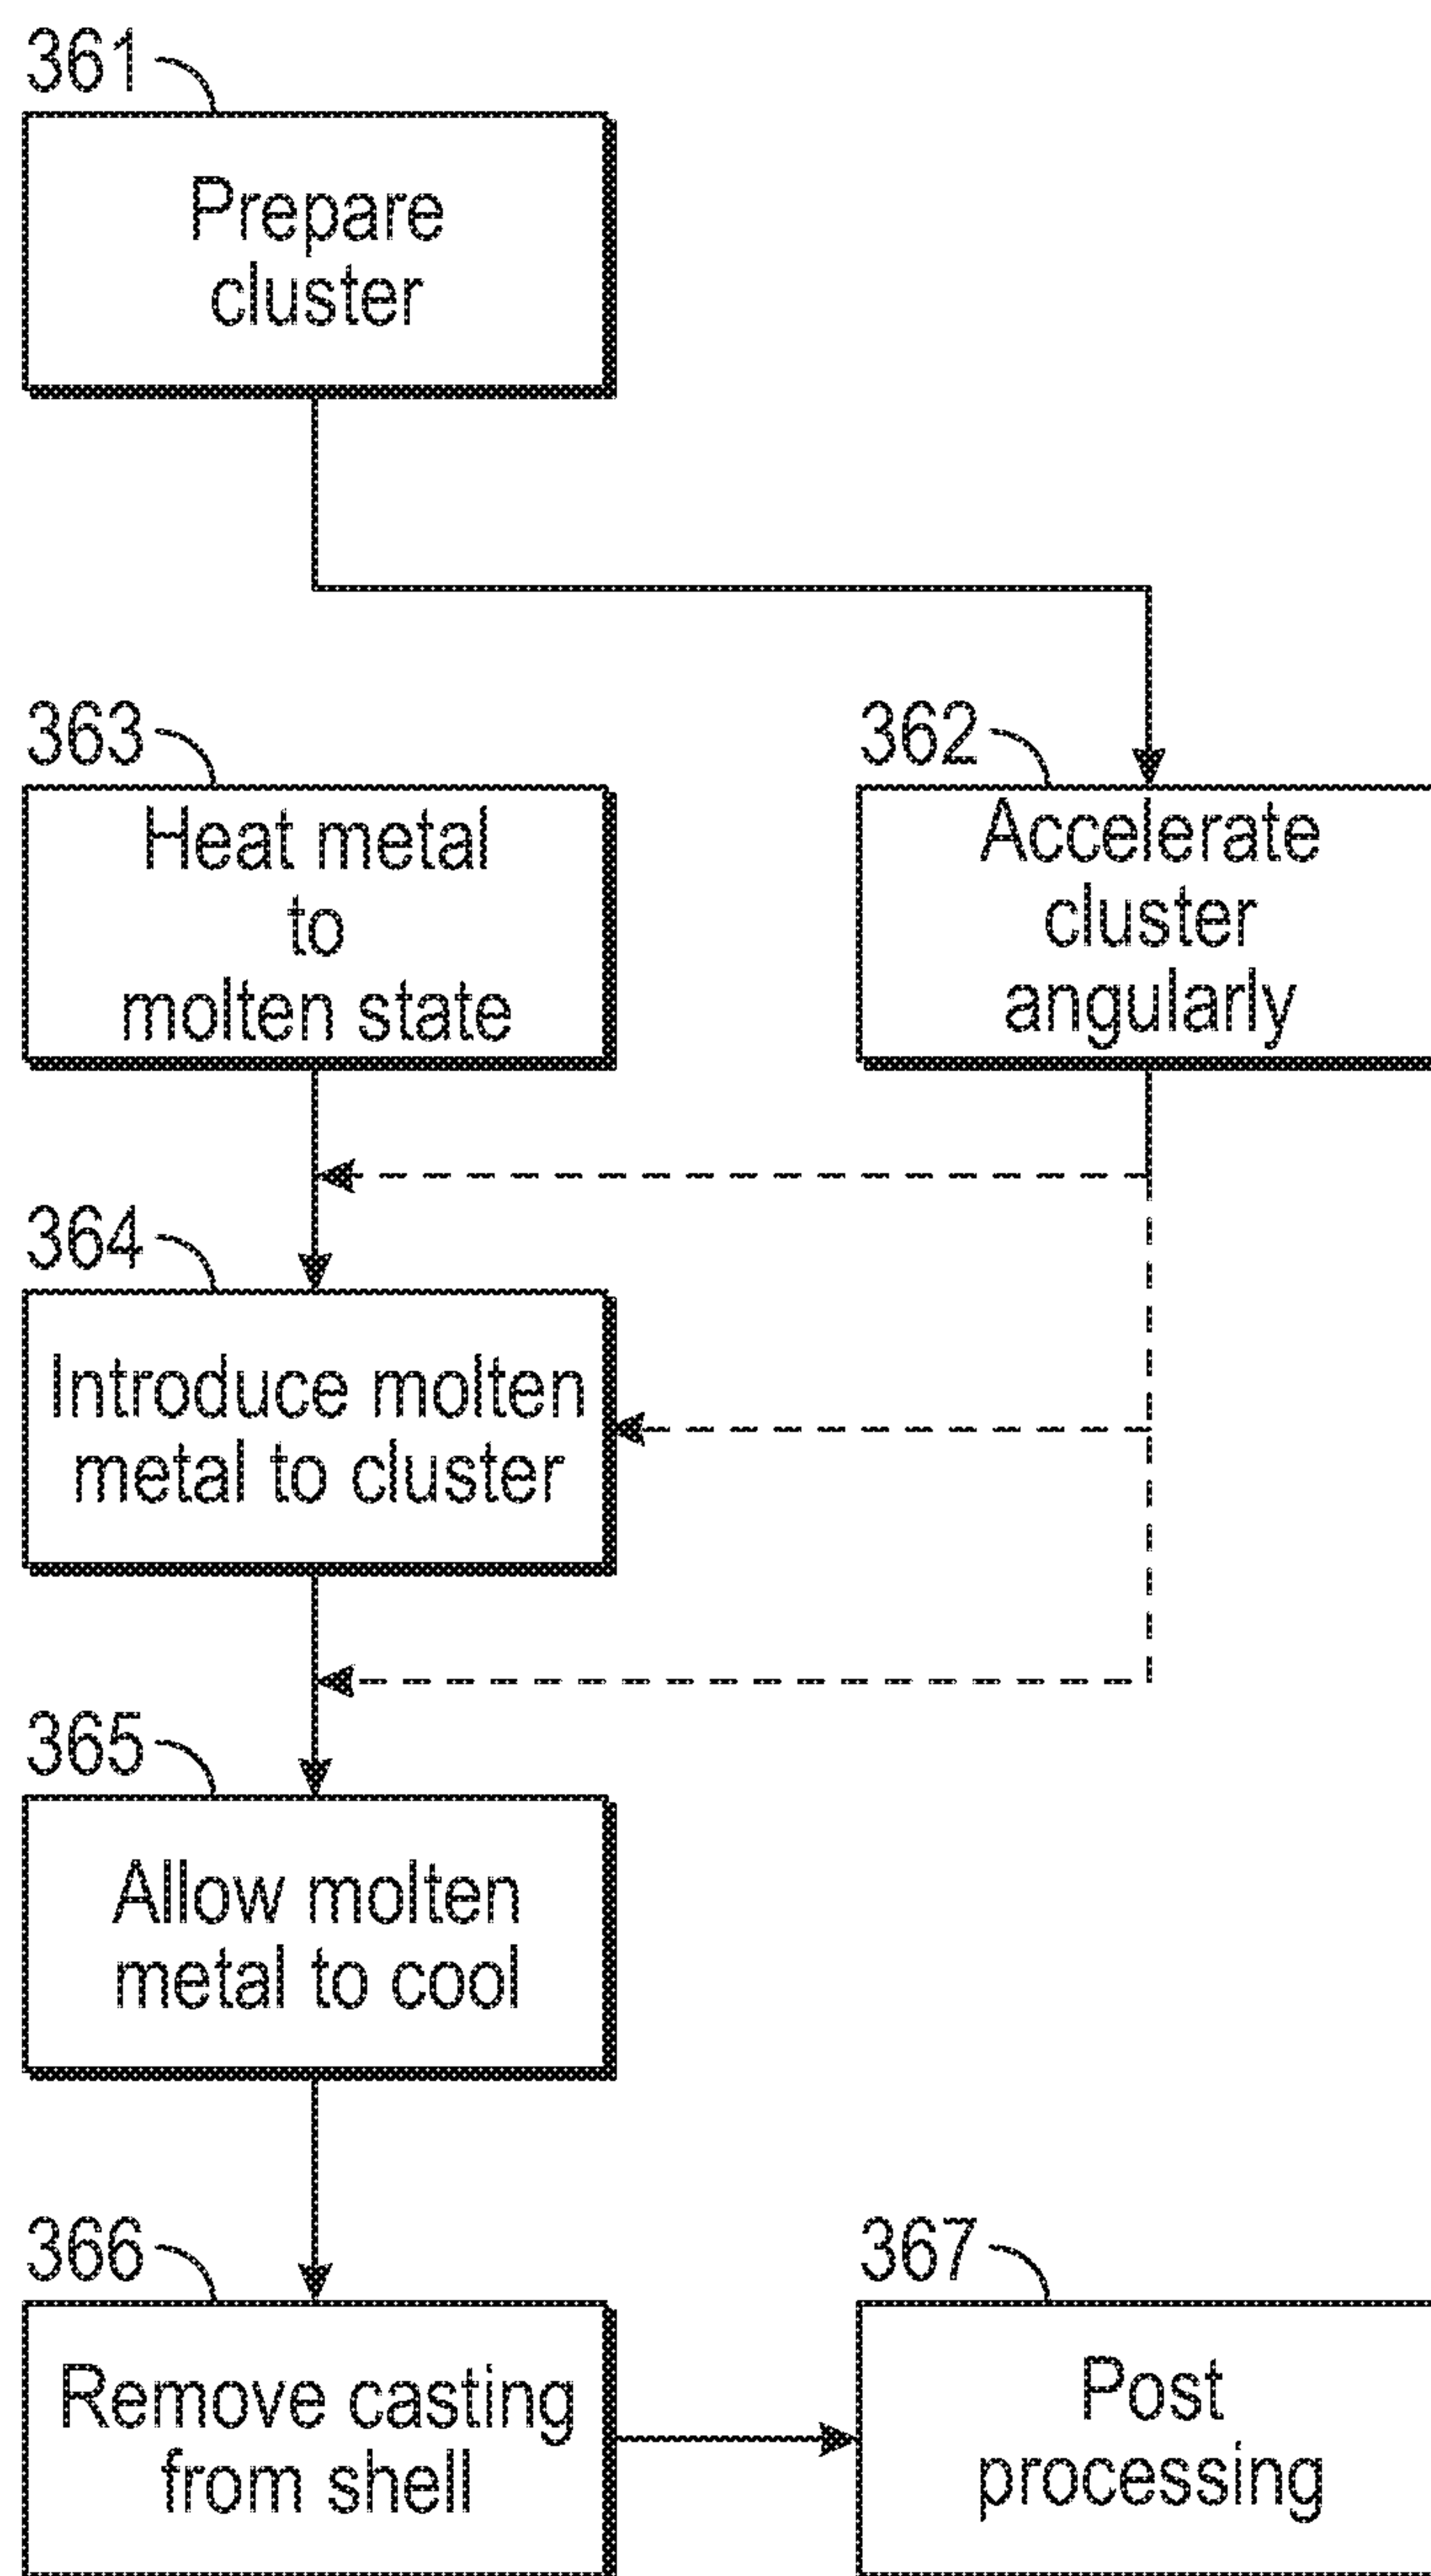 361
Prepare
cluster
363
Heat metal
to
molten state
362
Accelerate
cluster
angularly
364
Introduce molten
metal to cluster
365
Allow molten
metal to cool
366
Remove casting
from shell
367
Post
processing